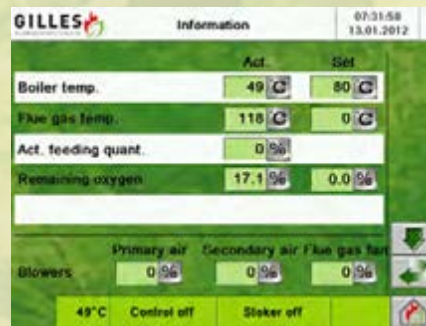 GILLES
Information
07:31:58
13.01.2012
Act. Set
Boiler temp. 49 C 80 C
Flue gas temp. 118 C 0 C
Act. feeding quant. 0 %
Remaining oxygen 17.1 % 0.0 %
Primary air Secondary air Flue gas fan
Blowers 0 % 0 % 0 %
49°C Control off Stoker off